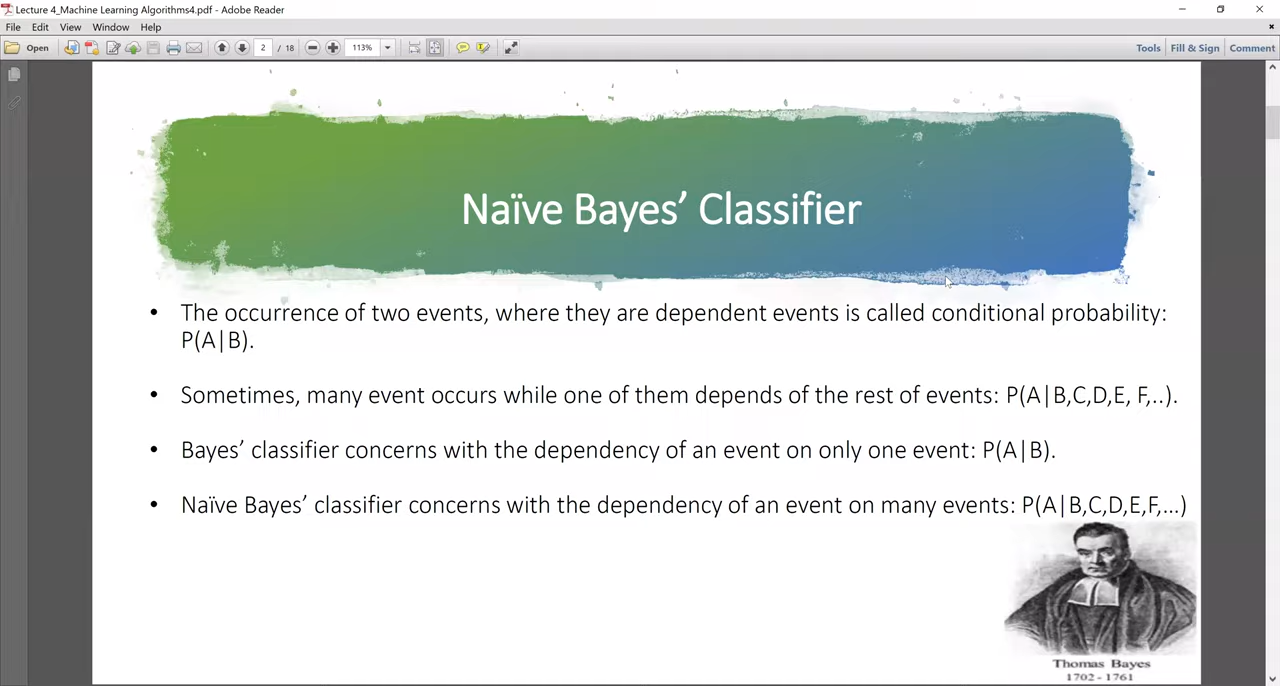 Lecture 4_Machine Learning Algorithms4.pdf - Adobe Reader
File Edit View Window Help
Open 2 / 18 113% Tools Fill & Sign Comment
Naïve Bayes’ Classifier
• The occurrence of two events, where they are dependent events is called conditional probability:
P(A|B).
• Sometimes, many event occurs while one of them depends of the rest of events: P(A|B,C,D,E, F,..).
• Bayes’ classifier concerns with the dependency of an event on only one event: P(A|B).
• Naïve Bayes’ classifier concerns with the dependency of an event on many events: P(A|B,C,D,E,F,...)
Thomas Bayes
1702 - 1761